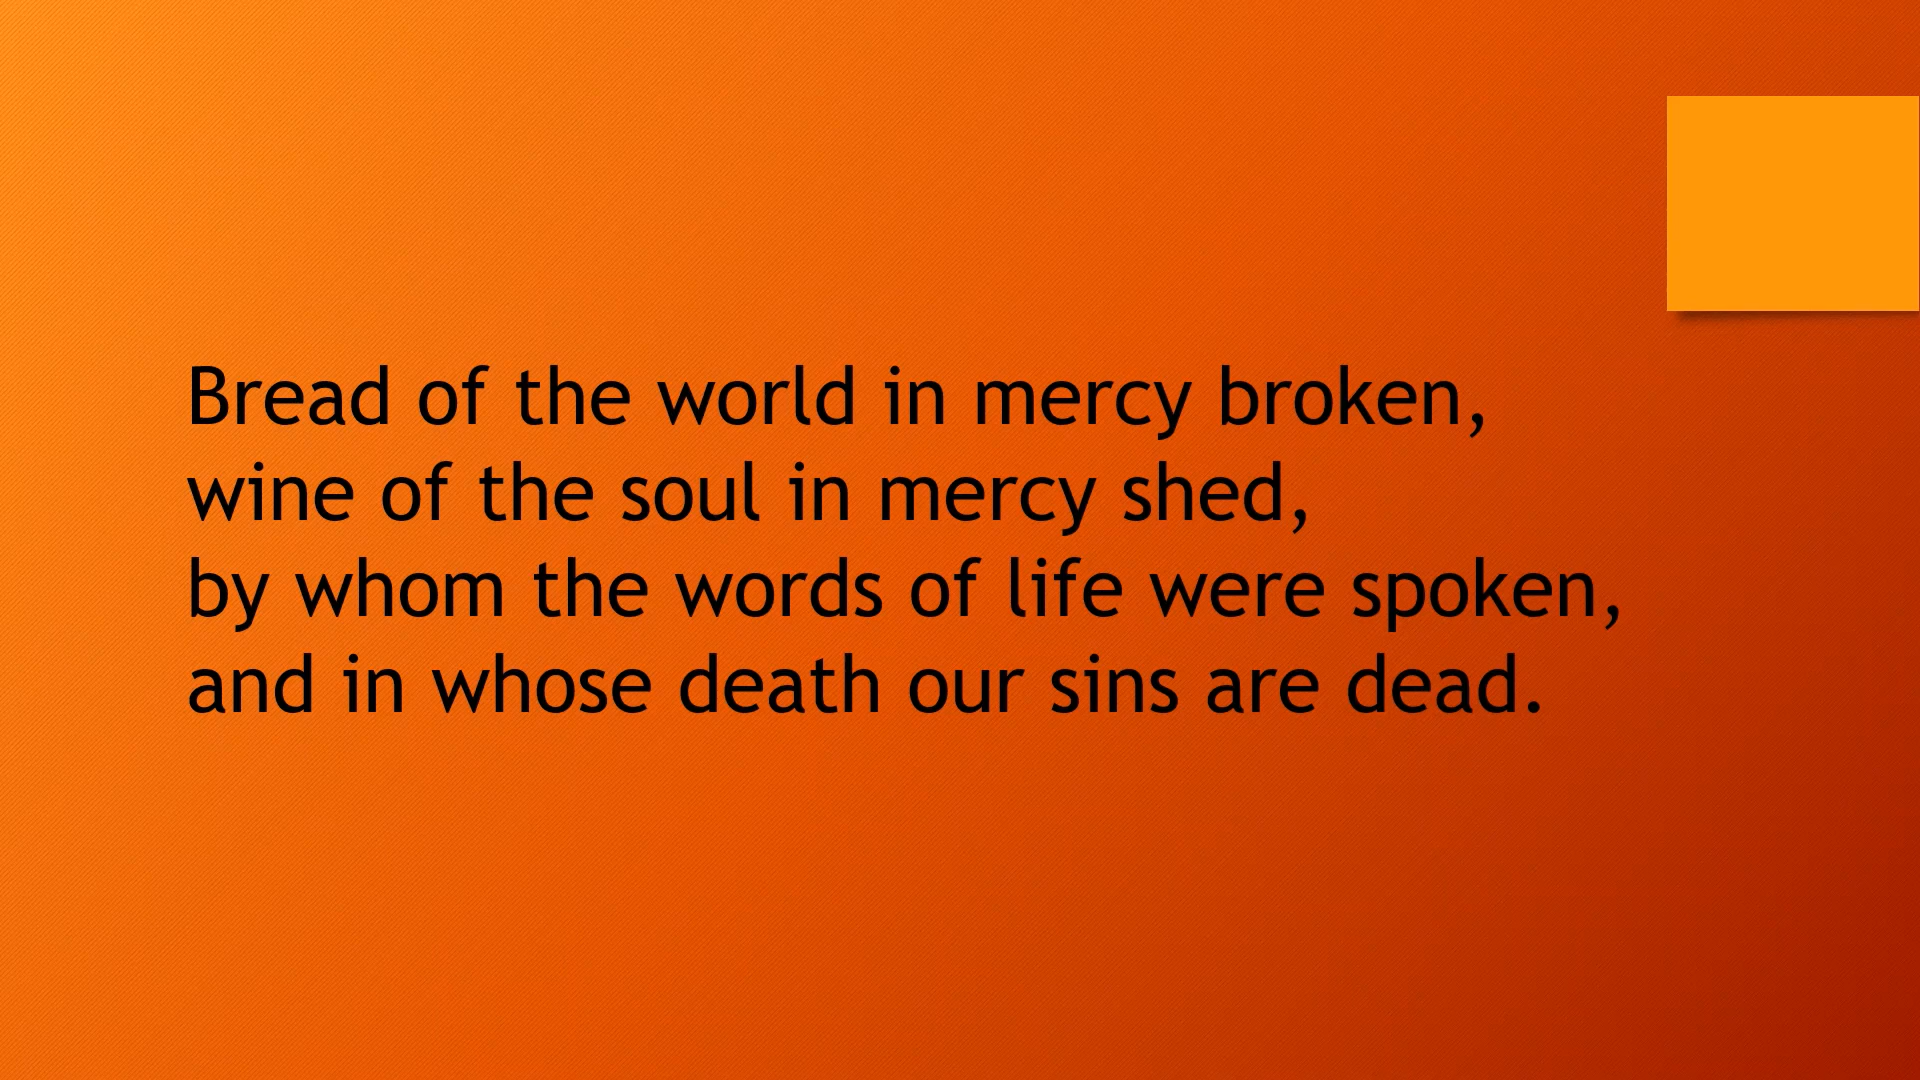 Bread of the world in mercy broken,
wine of the soul in mercy shed,
by whom the words of life were spoken,
and in whose death our sins are dead.